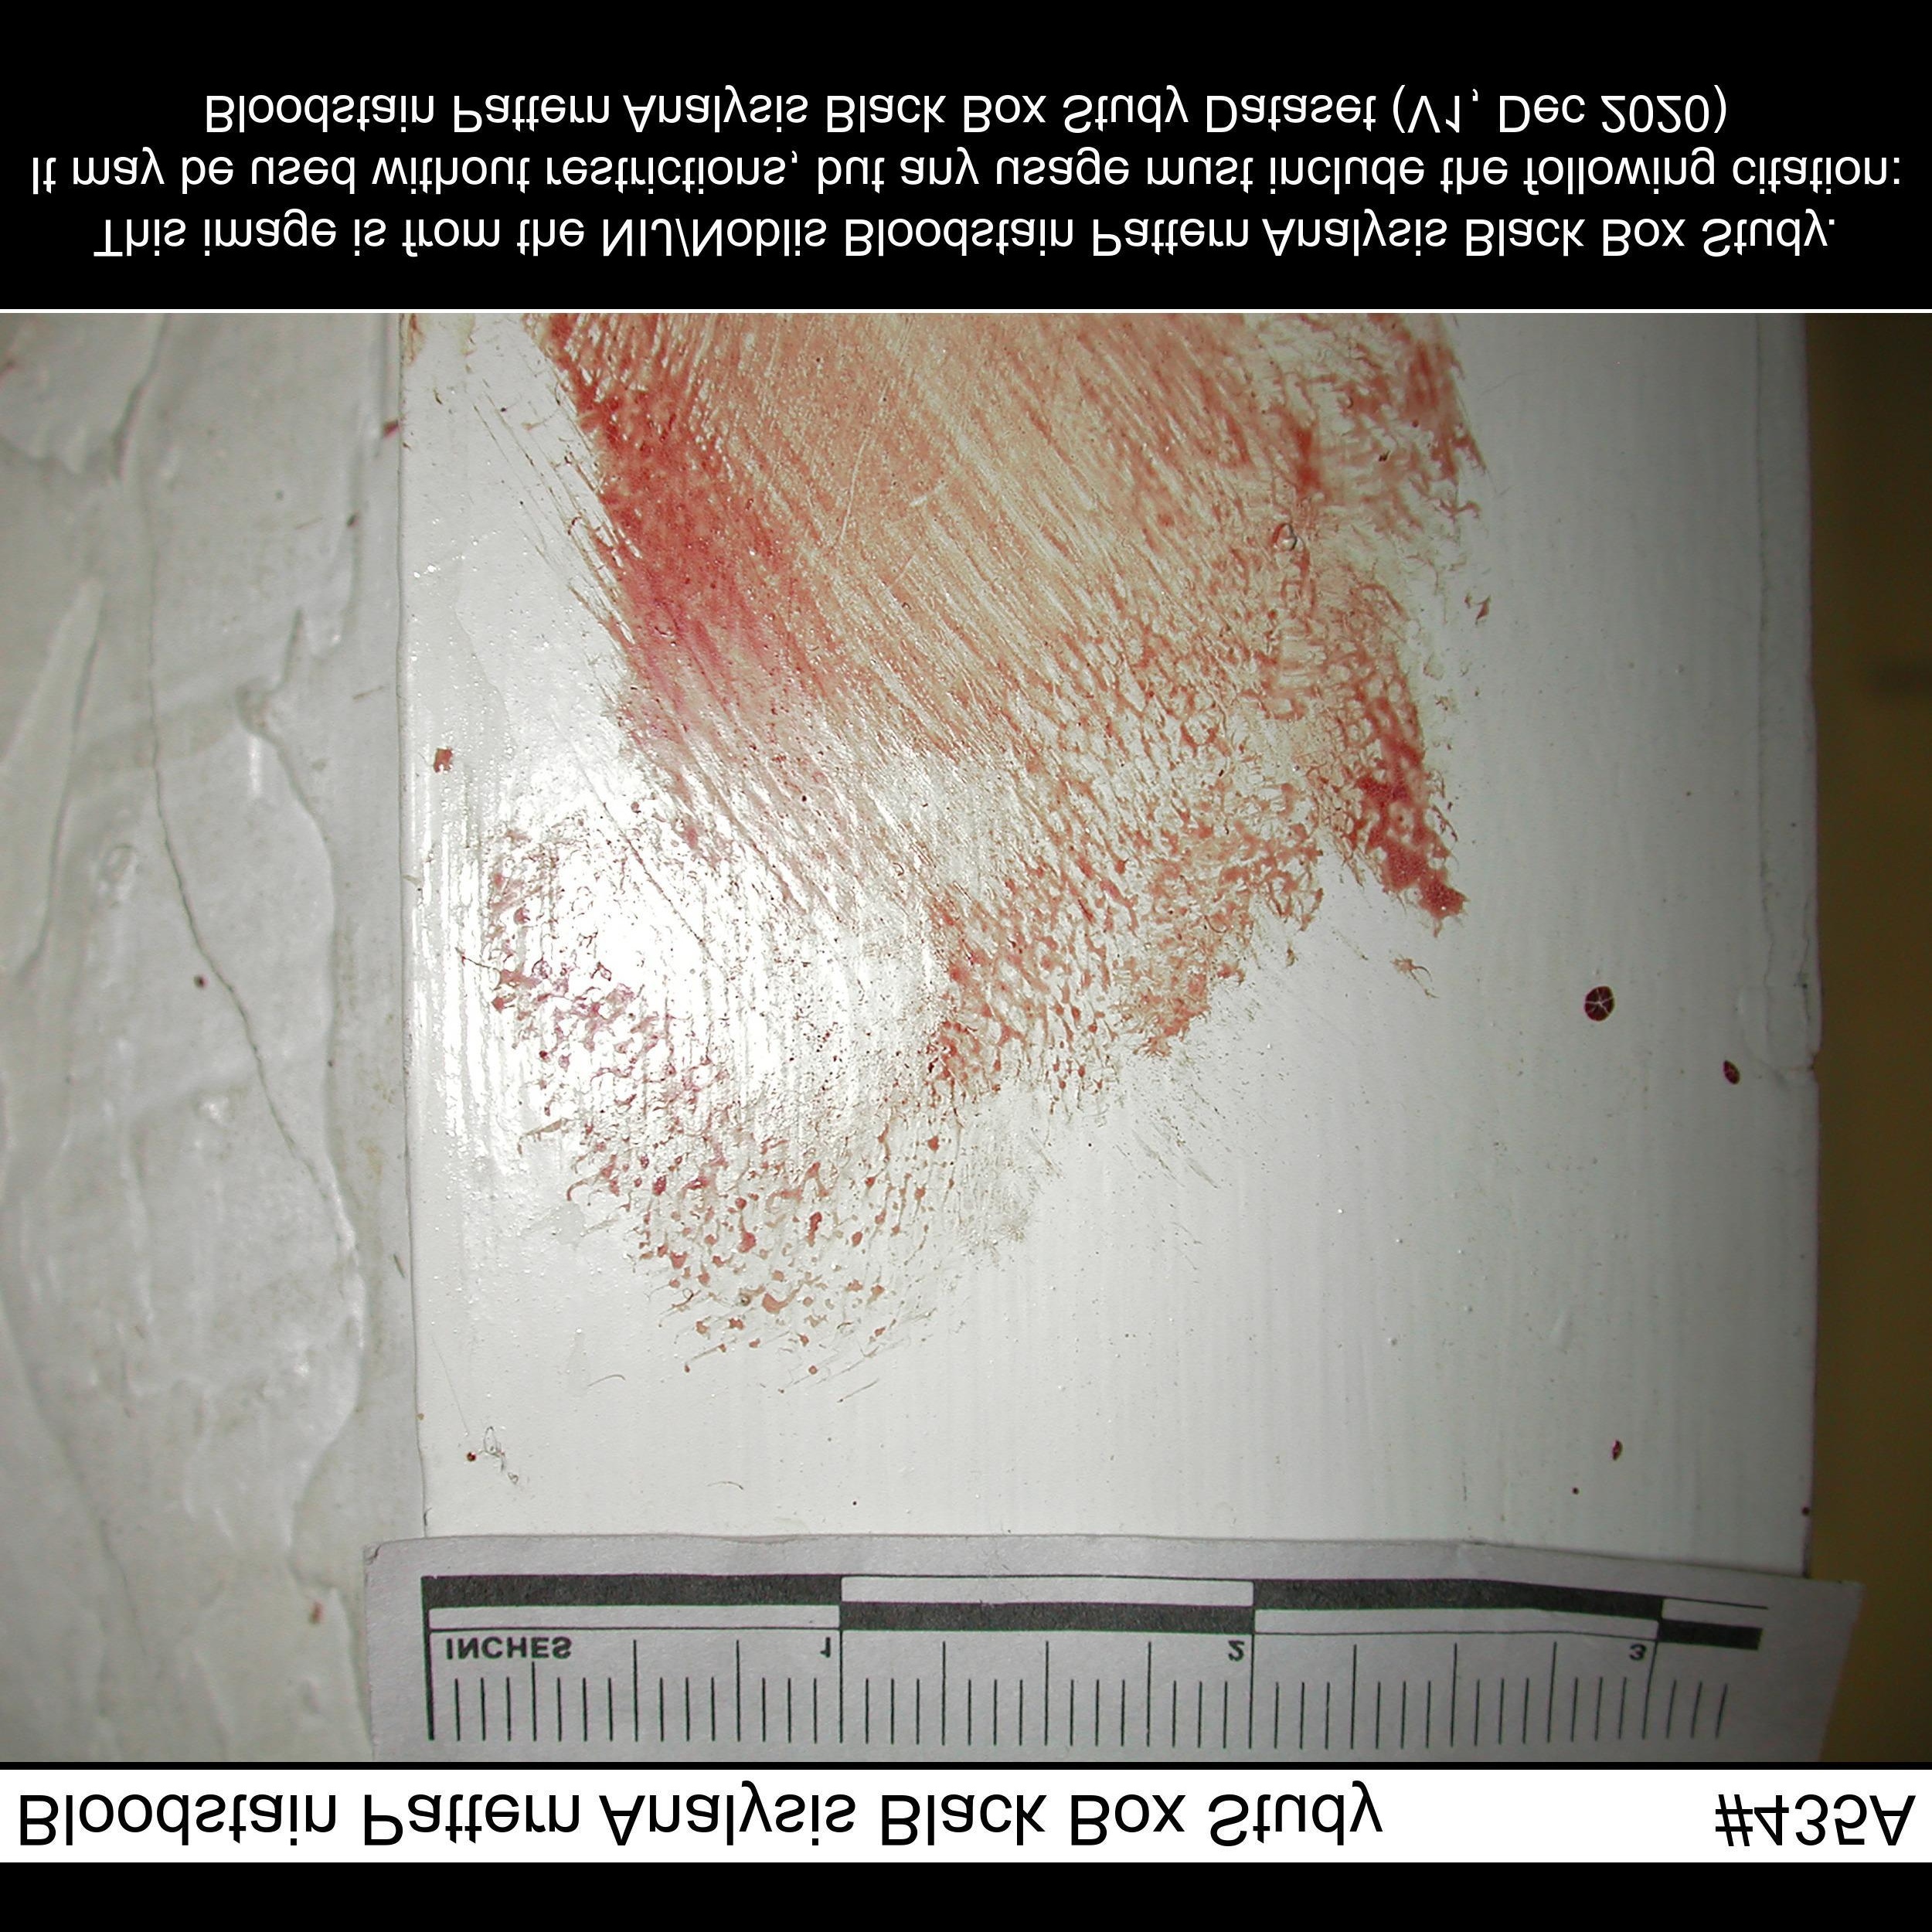 Bloodstain Pattern Analysis Black Box Study #435A
INCHES 1 2 3
This image is from the NIJ/Noblis Bloodstain Pattern Analysis Black Box Study.
It may be used without restrictions, but any usage must include the following citation:
Bloodstain Pattern Analysis Black Box Study Dataset (V1, Dec 2020)